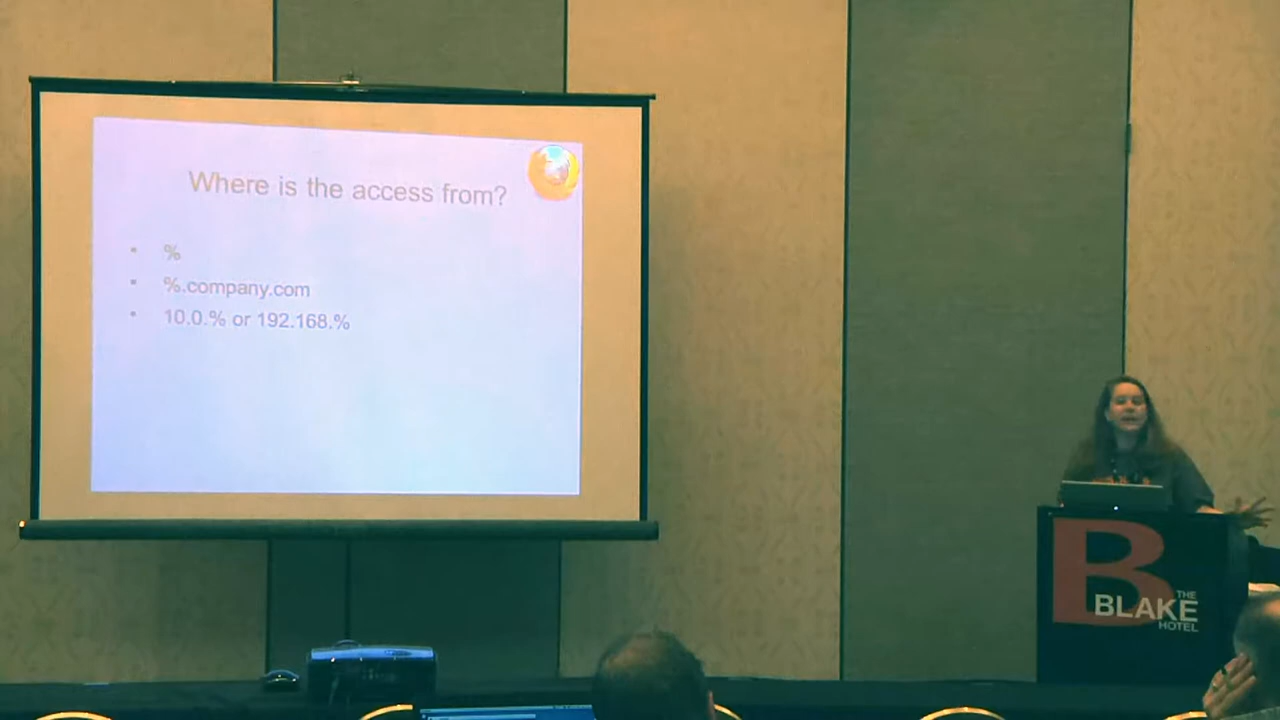 Where is the access from?
%
%.company.com
10.0.% or 192.168.%
B
THE
BLAKE
HOTEL